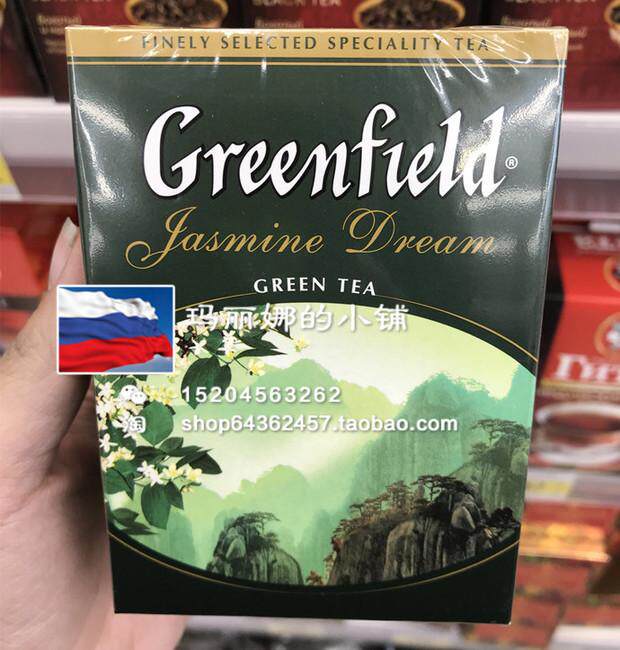 FINELY SELECTED SPECIALITY TEA
Greenfield®
Jasmine Dream
GREEN TEA
玛丽娜的小铺
15204563262
淘 shop64362457.taobao.com